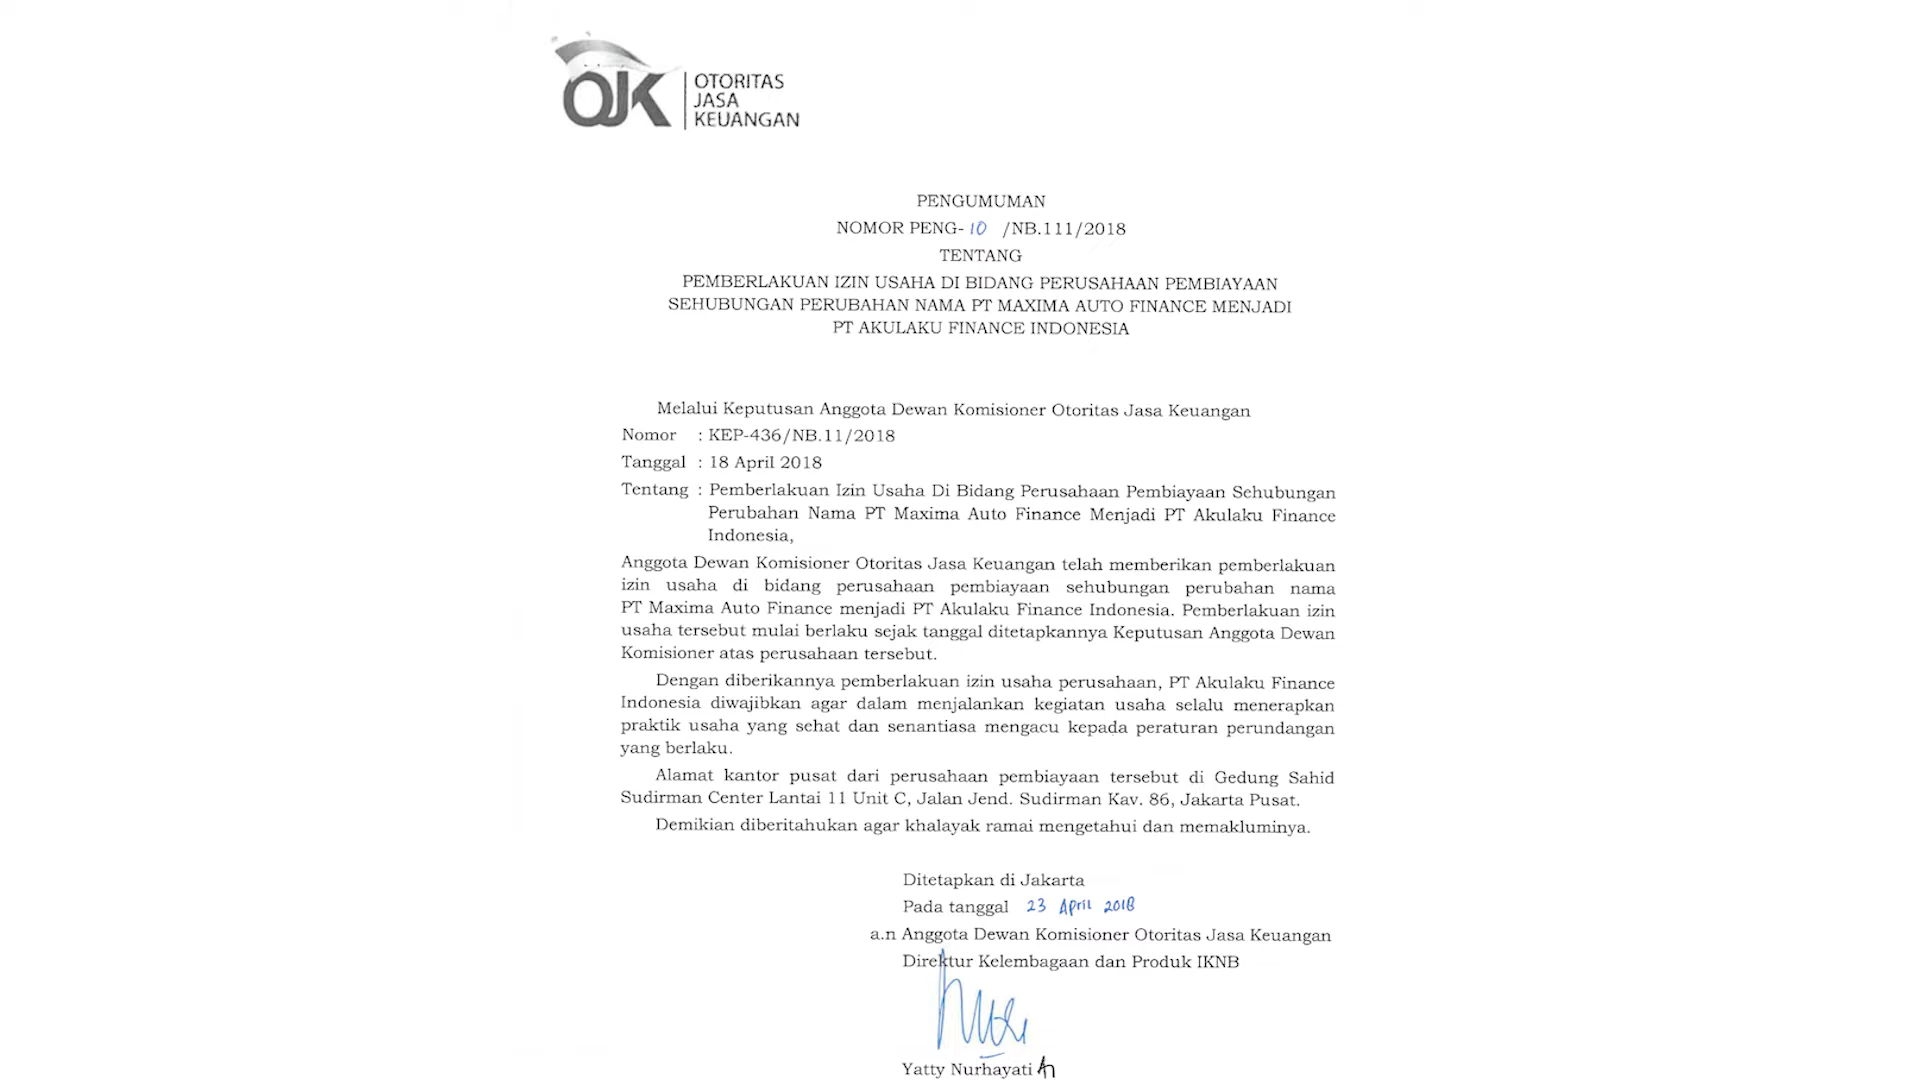 OJK
OTORITAS
JASA
KEUANGAN
PENGUMUMAN
NOMOR PENG- 10 /NB.111/2018
TENTANG
PEMBERLAKUAN IZIN USAHA DI BIDANG PERUSAHAAN PEMBIAYAAN
SEHUBUNGAN PERUBAHAN NAMA PT MAXIMA AUTO FINANCE MENJADI
PT AKULAKU FINANCE INDONESIA
Melalui Keputusan Anggota Dewan Komisioner Otoritas Jasa Keuangan
Nomor : KEP-436/NB.11/2018
Tanggal : 18 April 2018
Tentang : Pemberlakuan Izin Usaha Di Bidang Perusahaan Pembiayaan Sehubungan
Perubahan Nama PT Maxima Auto Finance Menjadi PT Akulaku Finance
Indonesia,
Anggota Dewan Komisioner Otoritas Jasa Keuangan telah memberikan pemberlakuan
izin usaha di bidang perusahaan pembiayaan sehubungan perubahan nama
PT Maxima Auto Finance menjadi PT Akulaku Finance Indonesia. Pemberlakuan izin
usaha tersebut mulai berlaku sejak tanggal ditetapkannya Keputusan Anggota Dewan
Komisioner atas perusahaan tersebut.
Dengan diberikannya pemberlakuan izin usaha perusahaan, PT Akulaku Finance
Indonesia diwajibkan agar dalam menjalankan kegiatan usaha selalu menerapkan
praktik usaha yang sehat dan senantiasa mengacu kepada peraturan perundangan
yang berlaku.
Alamat kantor pusat dari perusahaan pembiayaan tersebut di Gedung Sahid
Sudirman Center Lantai 11 Unit C, Jalan Jend. Sudirman Kav. 86, Jakarta Pusat.
Demikian diberitahukan agar khalayak ramai mengetahui dan memakluminya.
Ditetapkan di Jakarta
Pada tanggal 23 April 2018
a.n Anggota Dewan Komisioner Otoritas Jasa Keuangan
Direktur Kelembagaan dan Produk IKNB
Yatty Nurhayati